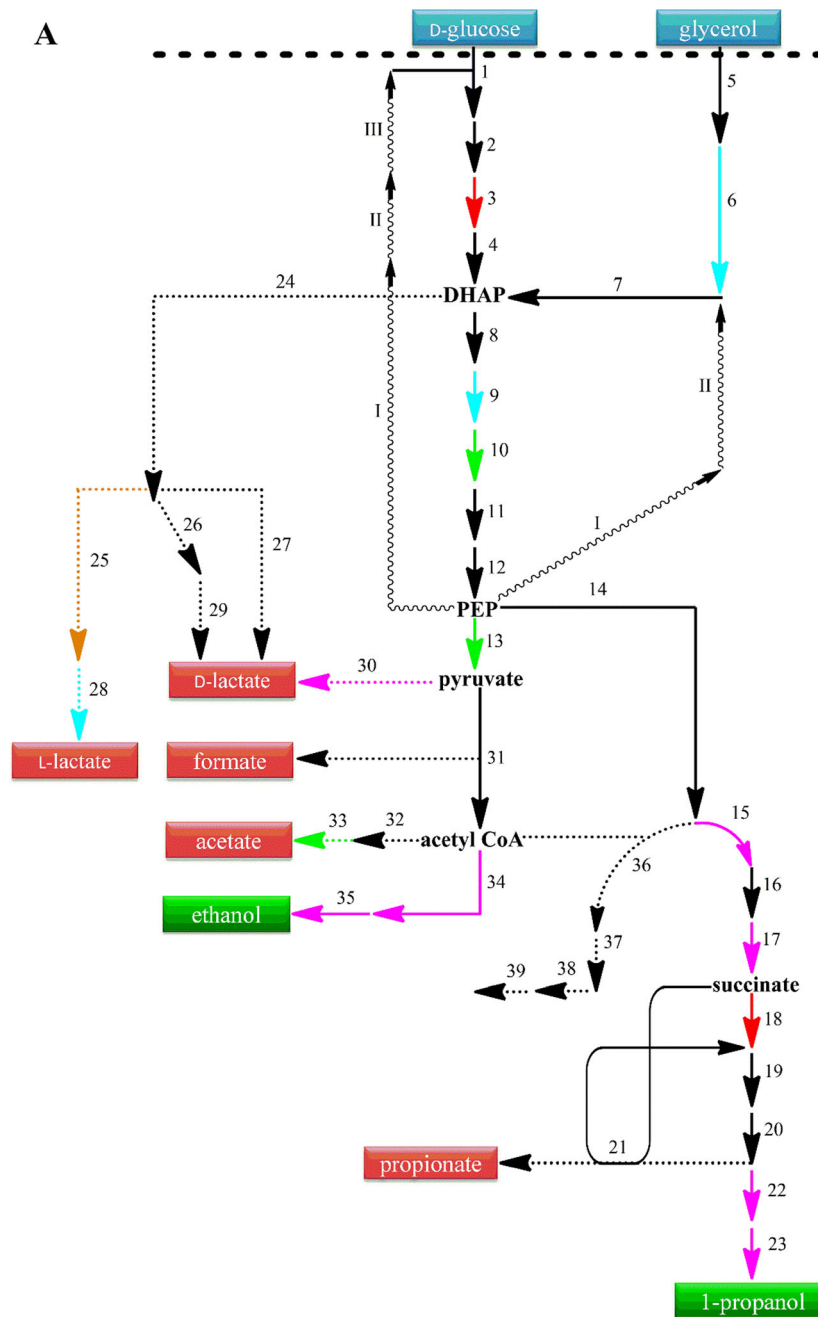 A
D-glucose
glycerol
1
5
III
2
3
6
II
4
24
DHAP
7
8
I
II
9
10
26
27
11
I
25
12
29
PEP
14
13
28
D-lactate
30
pyruvate
L-lactate
formate
31
15
acetate
33
32
acetyl CoA
36
16
34
ethanol
35
17
37
39
38
succinate
18
19
20
propionate
21
22
23
1-propanol